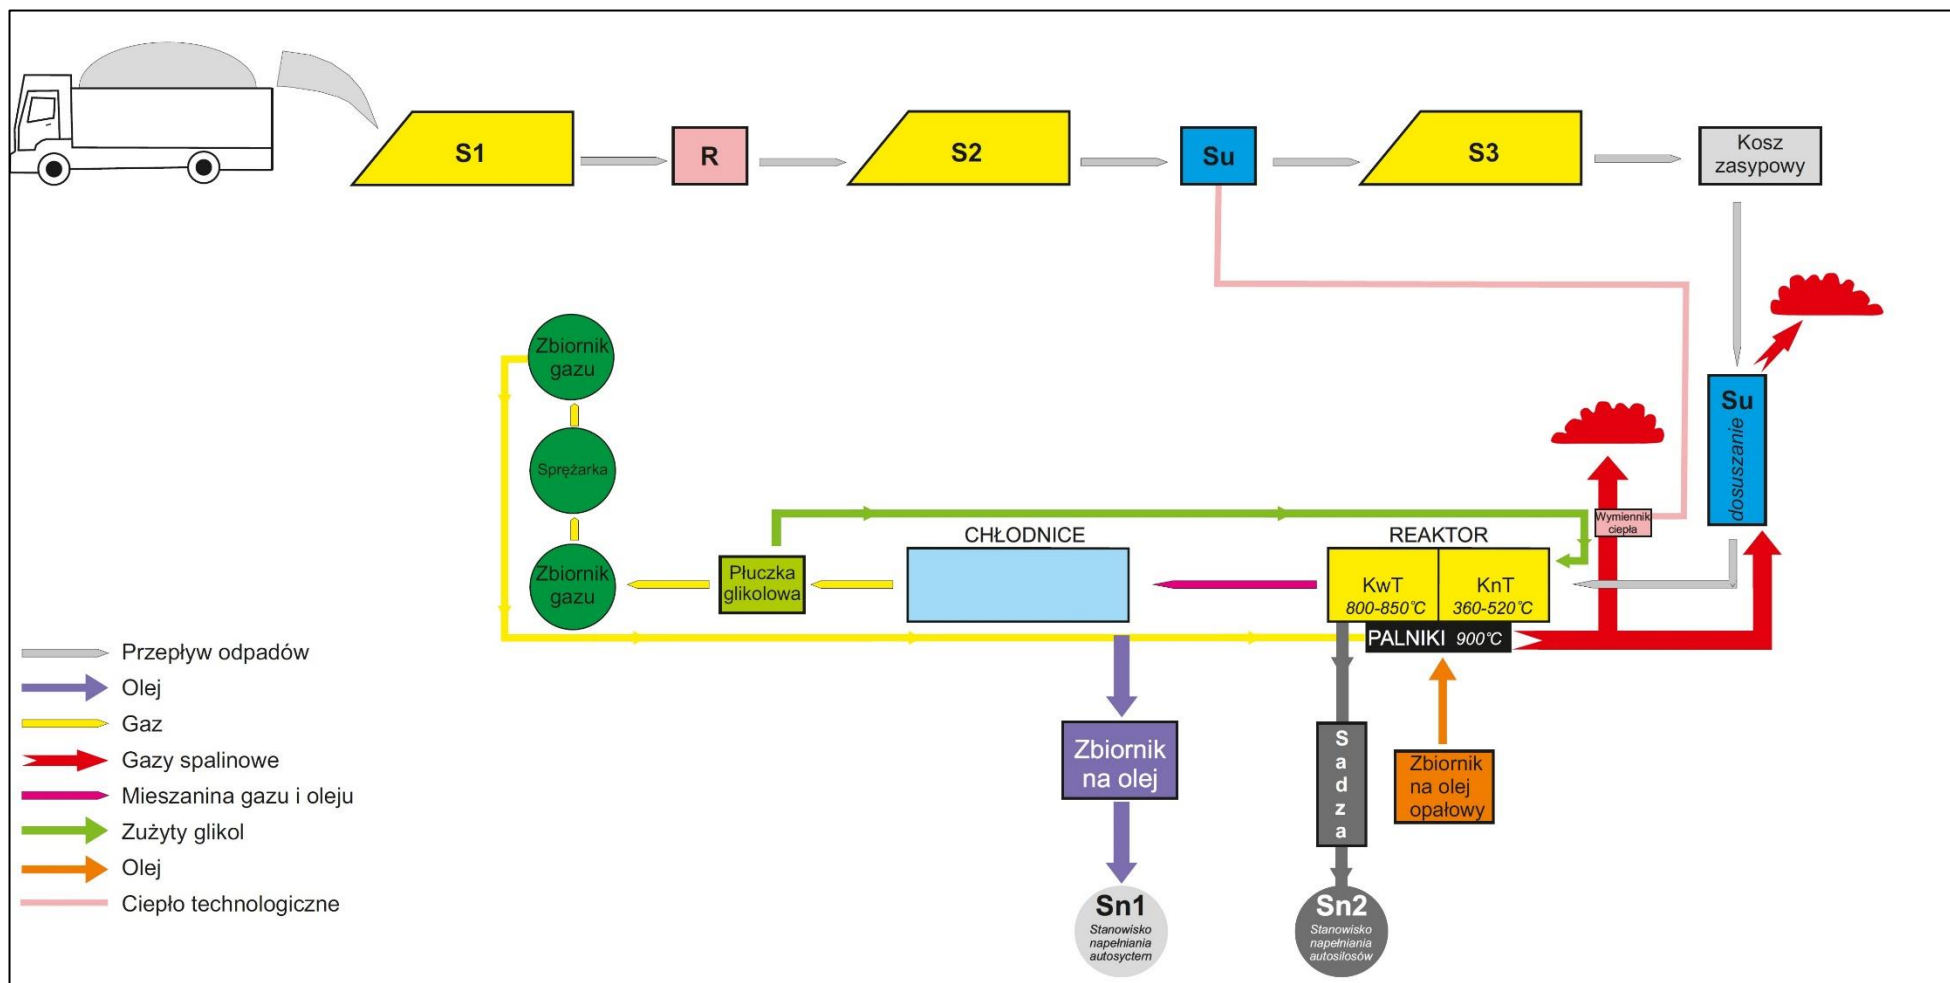 S1
R
S2
Su
S3
Kosz
zasypowy
Zbiornik
gazu
Sprężarka
Zbiornik
gazu
Płuczka
glikolowa
CHŁODNICE
REAKTOR
KwT
800-850°C
KnT
360-520°C
PALNIKI 900°C
Wymiennik
ciepła
Su
dosuszanie
Przepływ odpadów
Olej
Gaz
Gazy spalinowe
Mieszanina gazu i oleju
Zużyty glikol
Olej
Ciepło technologiczne
Zbiornik
na olej
Sadza
Zbiornik
na olej
opałowy
Sn1
Stanowisko
napełniania
autosyctern
Sn2
Stanowisko
napełniania
autosilosów